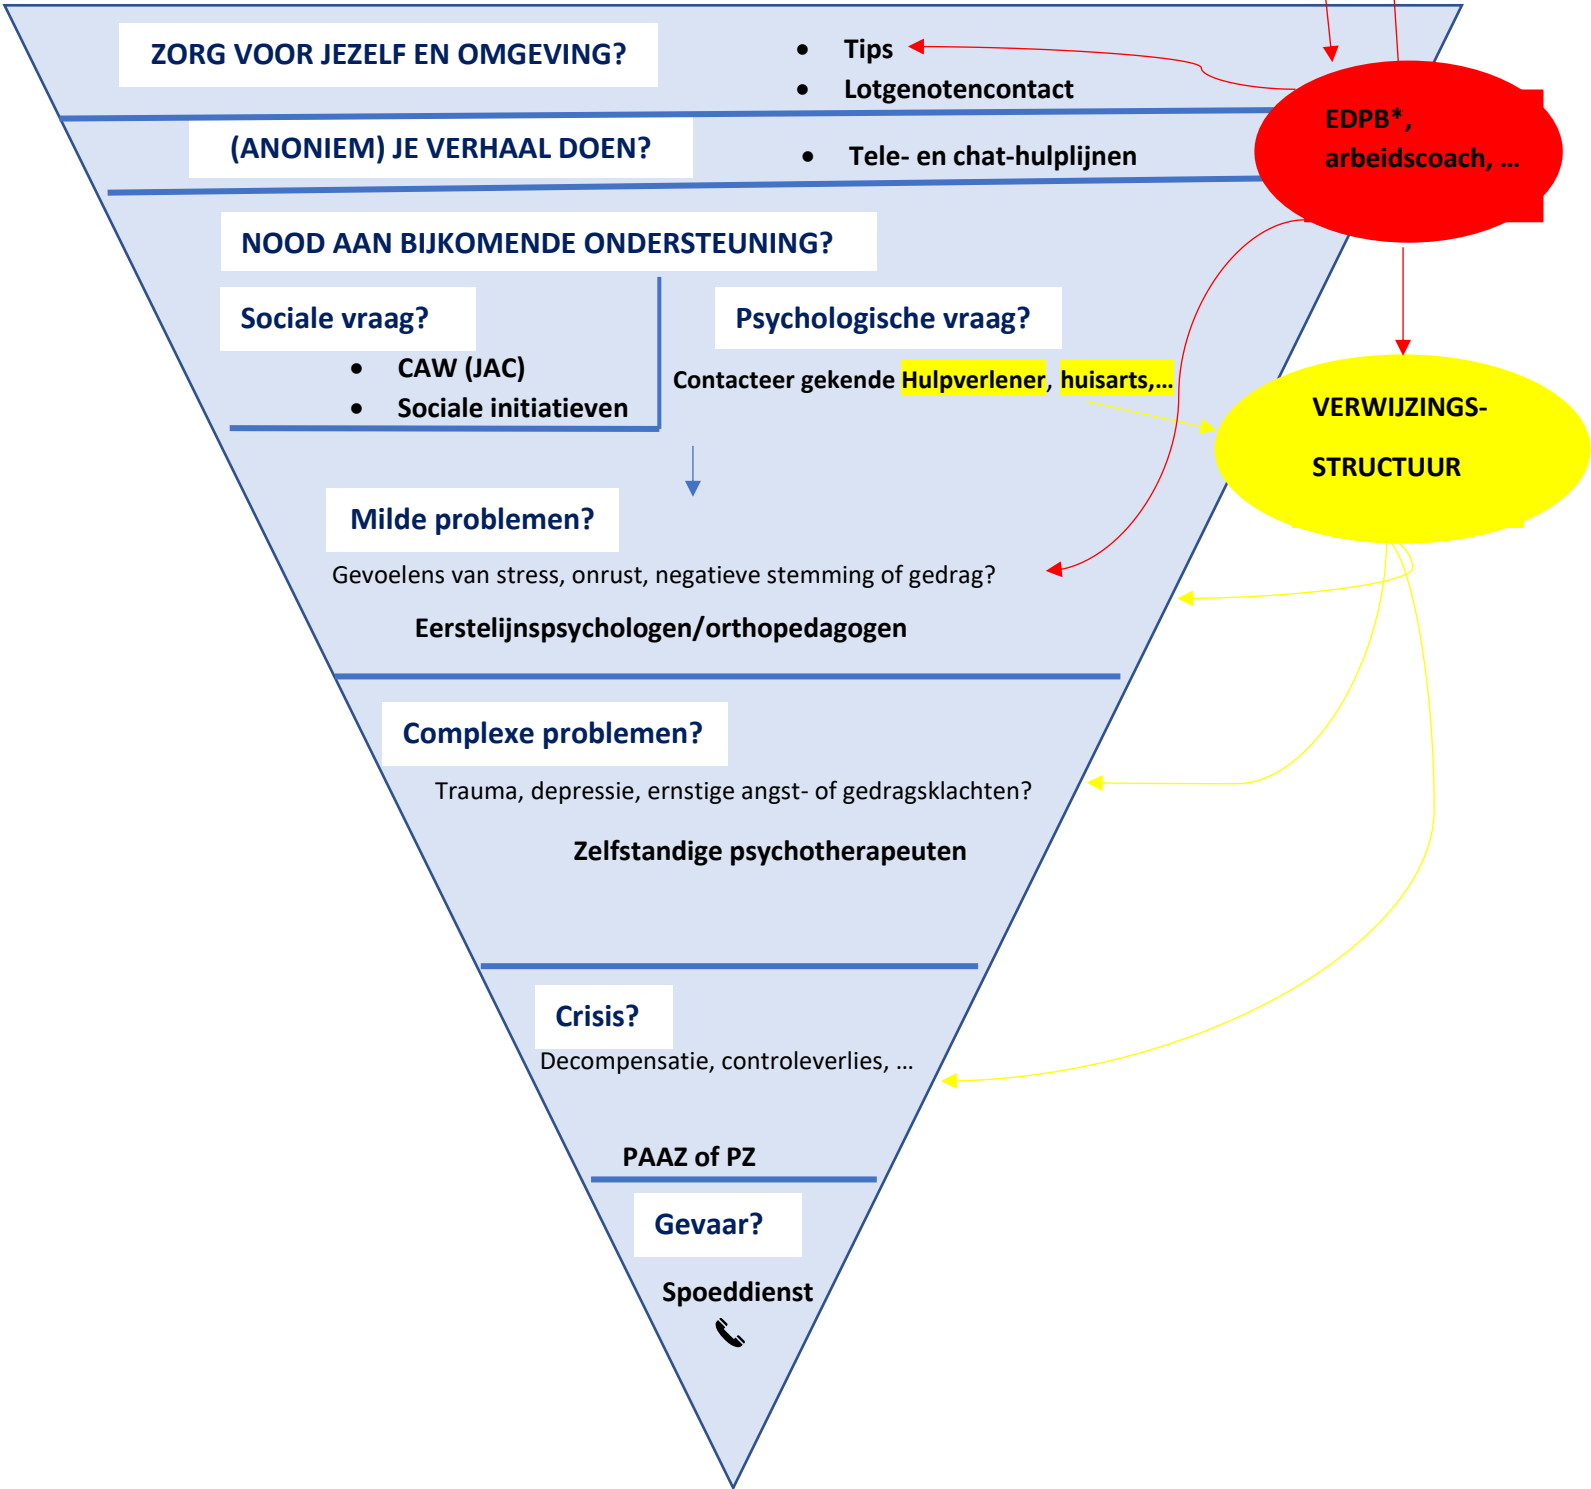 ZORG VOOR JEZELF EN OMGEVING?
• Tips
• Lotgenotencontact
EDPB*,
arbeidscoach, ...
(ANONIEM) JE VERHAAL DOEN?
• Tele- en chat-hulplijnen
NOOD AAN BIJKOMENDE ONDERSTEUNING?
Sociale vraag?
• CAW (JAC)
• Sociale initiatieven
Psychologische vraag?
Contacteer gekende Hulpverlener, huisarts,...
VERWIJZINGS-
STRUCTUUR
Milde problemen?
Gevoelens van stress, onrust, negatieve stemming of gedrag?
Eerstelijnspsychologen/orthopedagogen
Complexe problemen?
Trauma, depressie, ernstige angst- of gedragsklachten?
Zelfstandige psychotherapeuten
Crisis?
Decompensatie, controleverlies, ...
PAAZ of PZ
Gevaar?
Spoeddienst